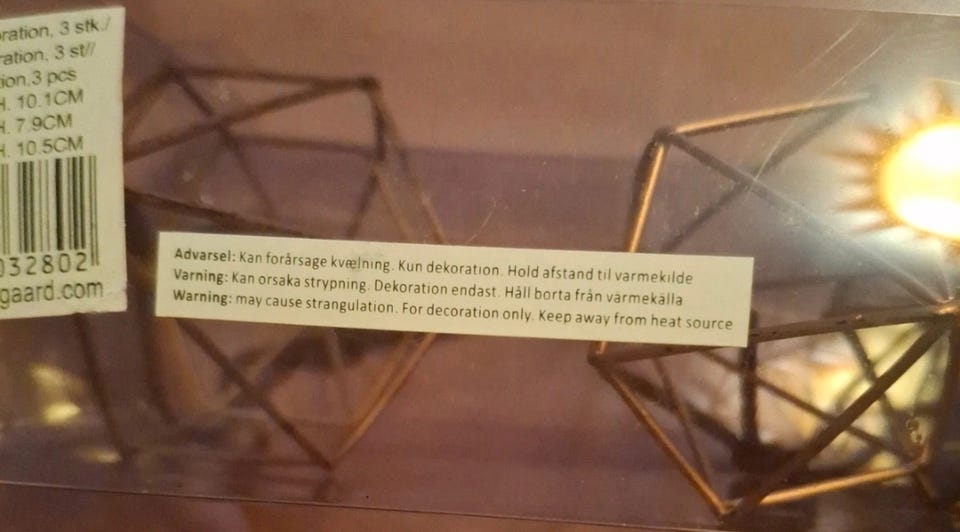 ration, 3 stk./
ration, 3 st//
tion,3 pcs
H. 10.1CM
H. 7.9CM
H. 10.5CM
032802
gaard.com
Advarsel: Kan forårsage kvælning. Kun dekoration. Hold afstand til varmekilde
Varning: Kan orsaka strypning. Dekoration endast. Håll borta från värmekälla
Warning: may cause strangulation. For decoration only. Keep away from heat source